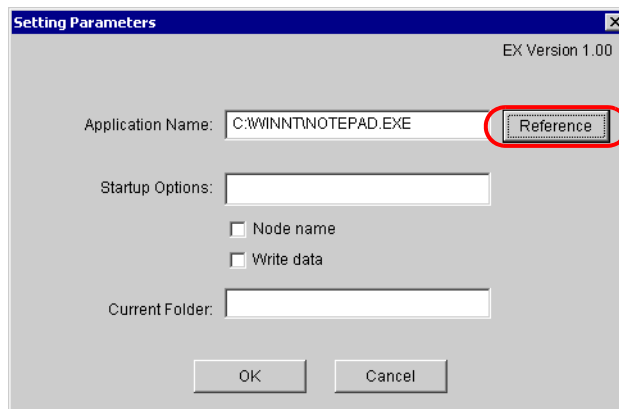 Setting Parameters
EX Version 1.00
Application Name: C:\WINNT\NOTEPAD.EXE Reference
Startup Options:
Node name
Write data
Current Folder:
OK Cancel